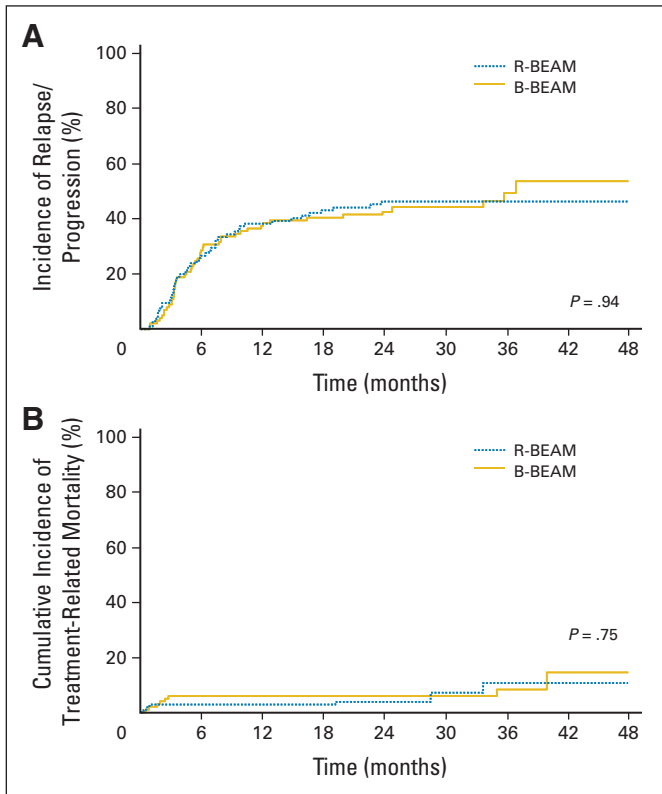 A
100
80
60
40
20
0
6
12
18
24
30
36
42
48
Incidence of Relapse/
Progression (%)
Time (months)
R-BEAM
B-BEAM
P = .94
B
100
80
60
40
20
0
6
12
18
24
30
36
42
48
Cumulative Incidence of
Treatment-Related Mortality (%)
Time (months)
R-BEAM
B-BEAM
P = .75